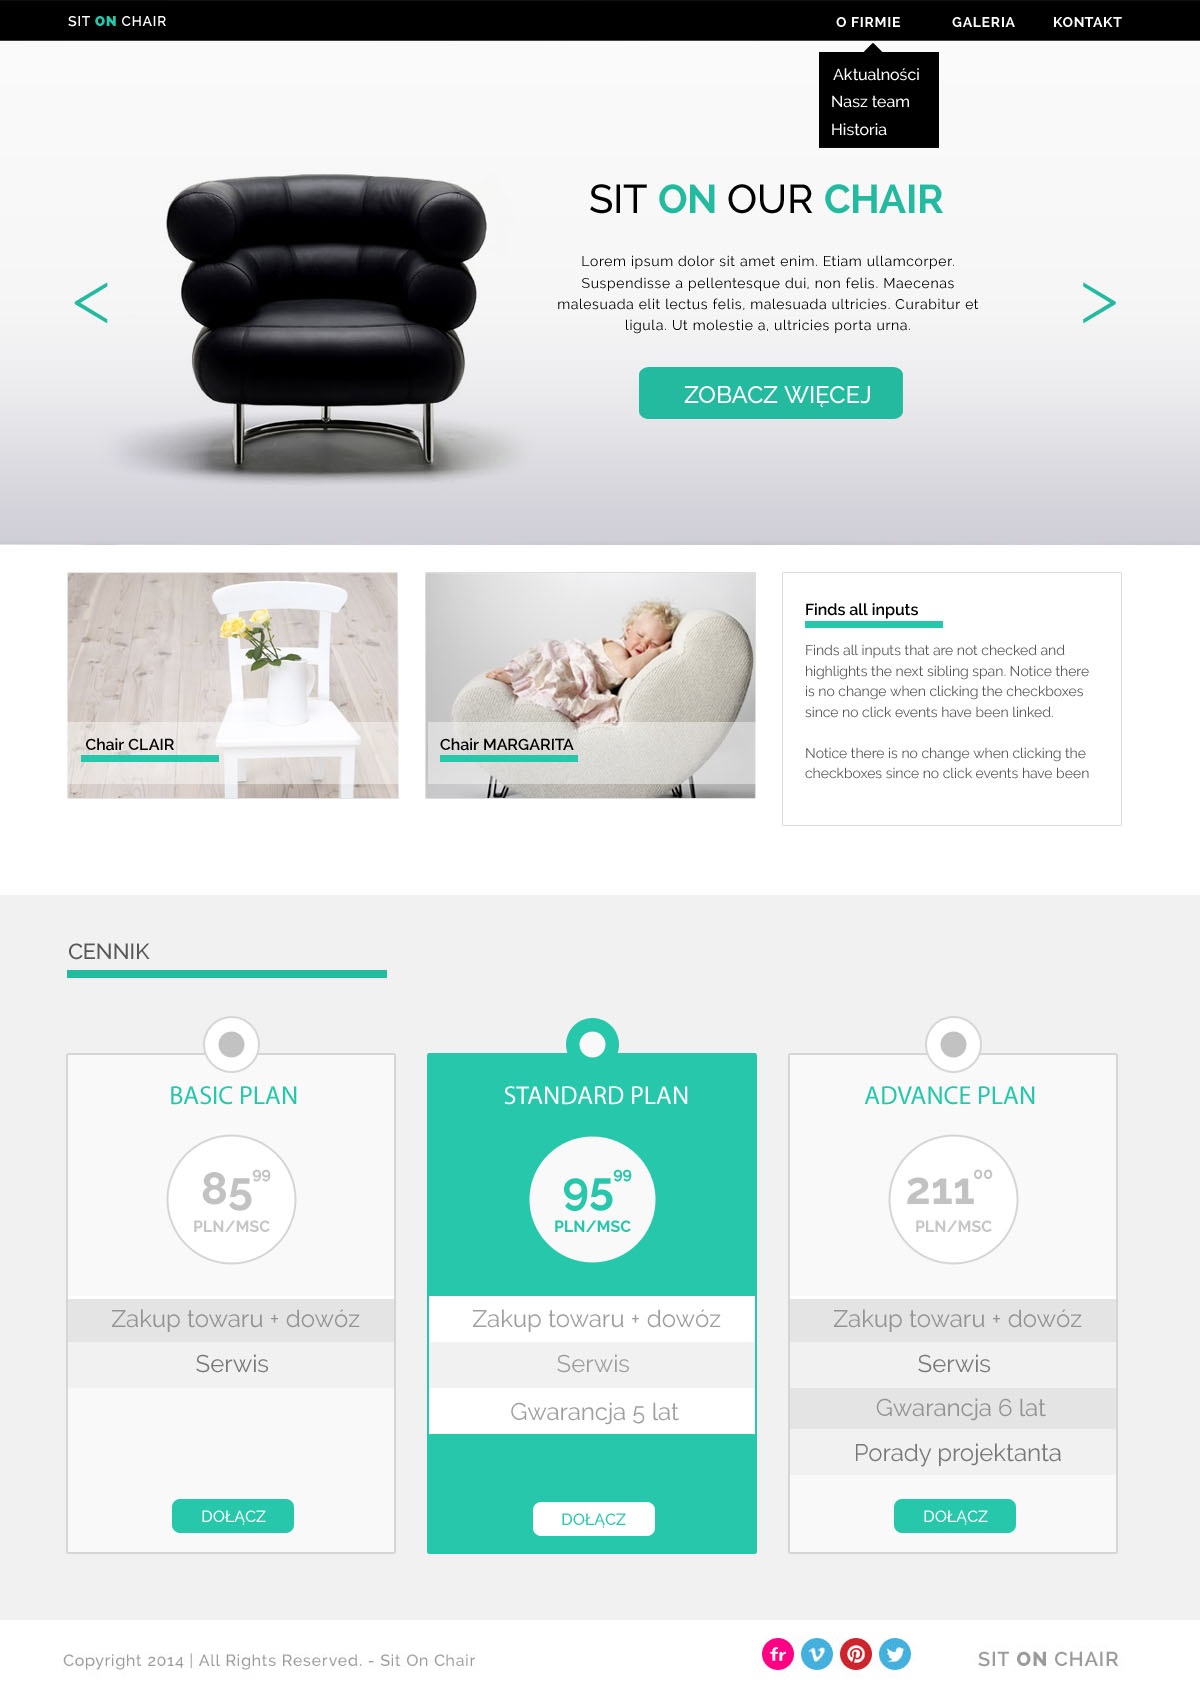 SIT ON CHAIR
O FIRMIE GALERIA KONTAKT
Aktualności
Nasz team
Historia
SIT ON OUR CHAIR
Lorem ipsum dolor sit amet enim. Etiam ullamcorper.
Suspendisse a pellentesque dui, non felis. Maecenas
malesuada elit lectus felis, malesuada ultricies. Curabitur et
ligula. Ut molestie a, ultricies porta urna.
ZOBACZ WIĘCEJ
Chair CLAIR
Chair MARGARITA
Finds all inputs
Finds all inputs that are not checked and
highlights the next sibling span. Notice there
is no change when clicking the checkboxes
since no click events have been linked.
Notice there is no change when clicking the
checkboxes since no click events have been
CENNIK
BASIC PLAN
85 99
PLN/MSC
Zakup towaru + dowóz
Serwis
DOŁĄCZ
STANDARD PLAN
95 99
PLN/MSC
Zakup towaru + dowóz
Serwis
Gwarancja 5 lat
DOŁĄCZ
ADVANCE PLAN
211 00
PLN/MSC
Zakup towaru + dowóz
Serwis
Gwarancja 6 lat
Porady projektanta
DOŁĄCZ
Copyright 2014 | All Rights Reserved. - Sit On Chair
fr
SIT ON CHAIR